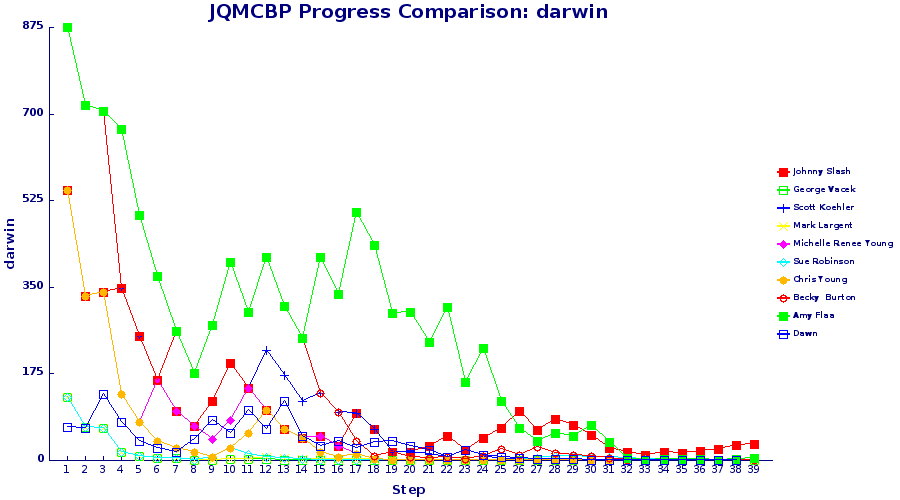 JQMCBP Progress Comparison: darwin
875
700
525
350
175
0
darwin
1 2 3 4 5 6 7 8 9 10 11 12 13 14 15 16 17 18 19 20 21 22 23 24 25 26 27 28 29 30 31 32 33 34 35 36 37 38 39
Step
Johnny Slash
George Vacek
Scott Koehler
Mark Largent
Michelle Renee Young
Sue Robinson
Chris Young
Becky Burton
Amy Flaa
Dawn